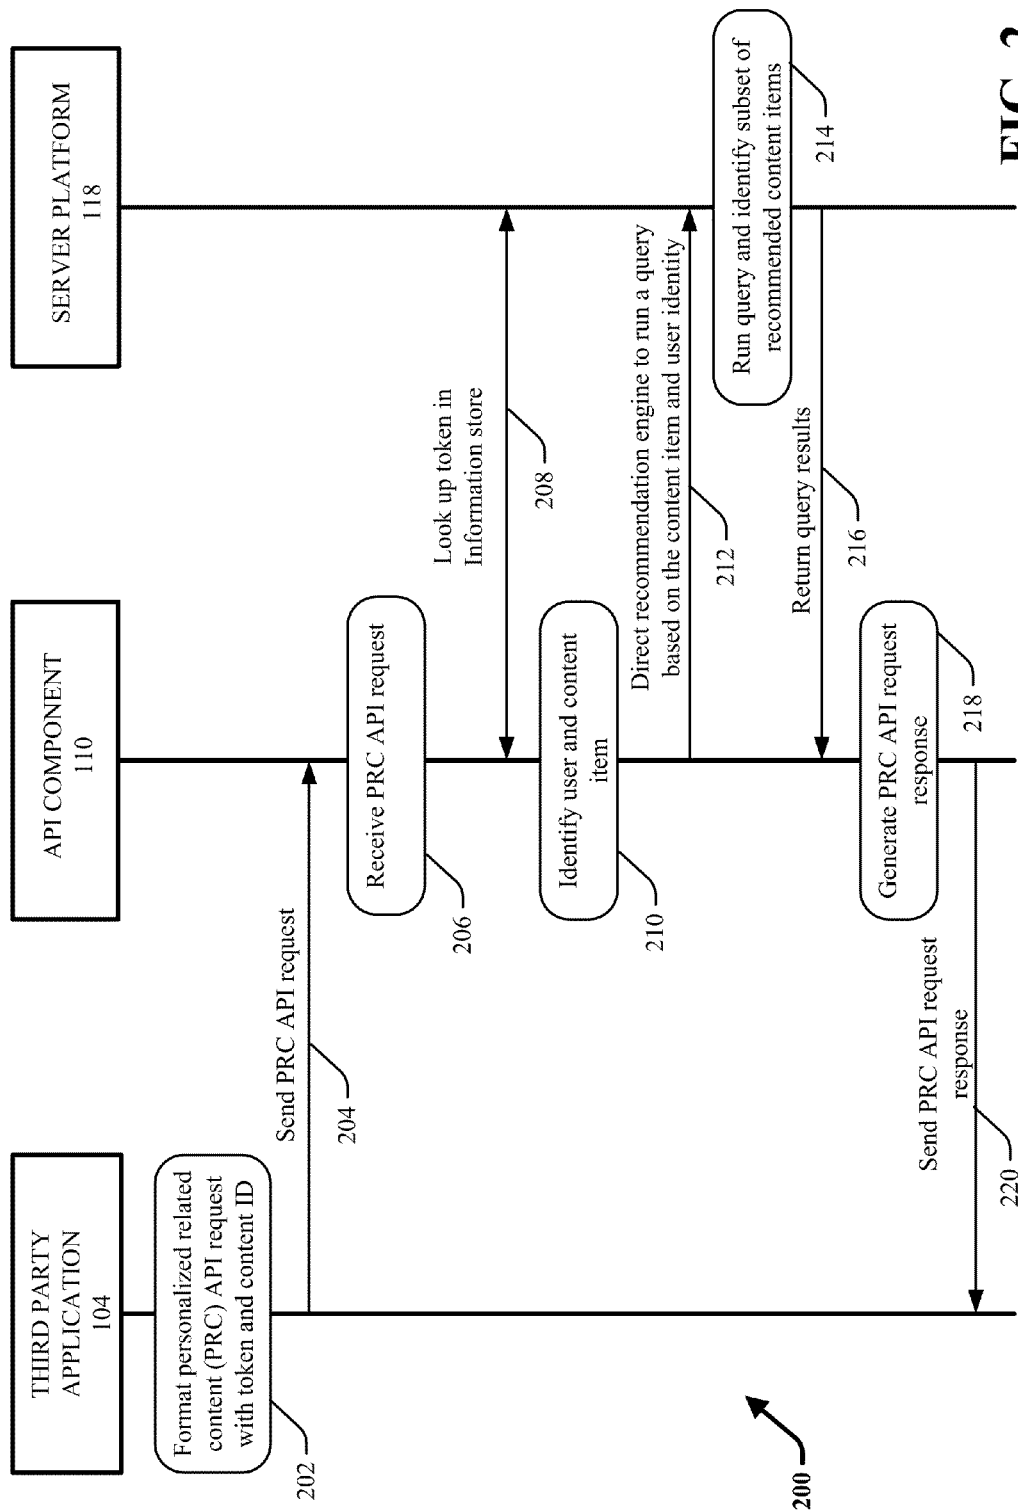 THIRD PARTY
APPLICATION
104
API COMPONENT
110
SERVER PLATFORM
118
Format personalized related
content (PRC) API request
with token and content ID
202
Send PRC API request
204
Receive PRC API request
206
Look up token in
Information store
208
Identify user and content
item
210
Direct recommendation engine to run a query
based on the content item and user identity
212
Run query and identify subset of
recommended content items
214
Return query results
216
Generate PRC API request
response
218
Send PRC API request
response
220
200
FIG. 2